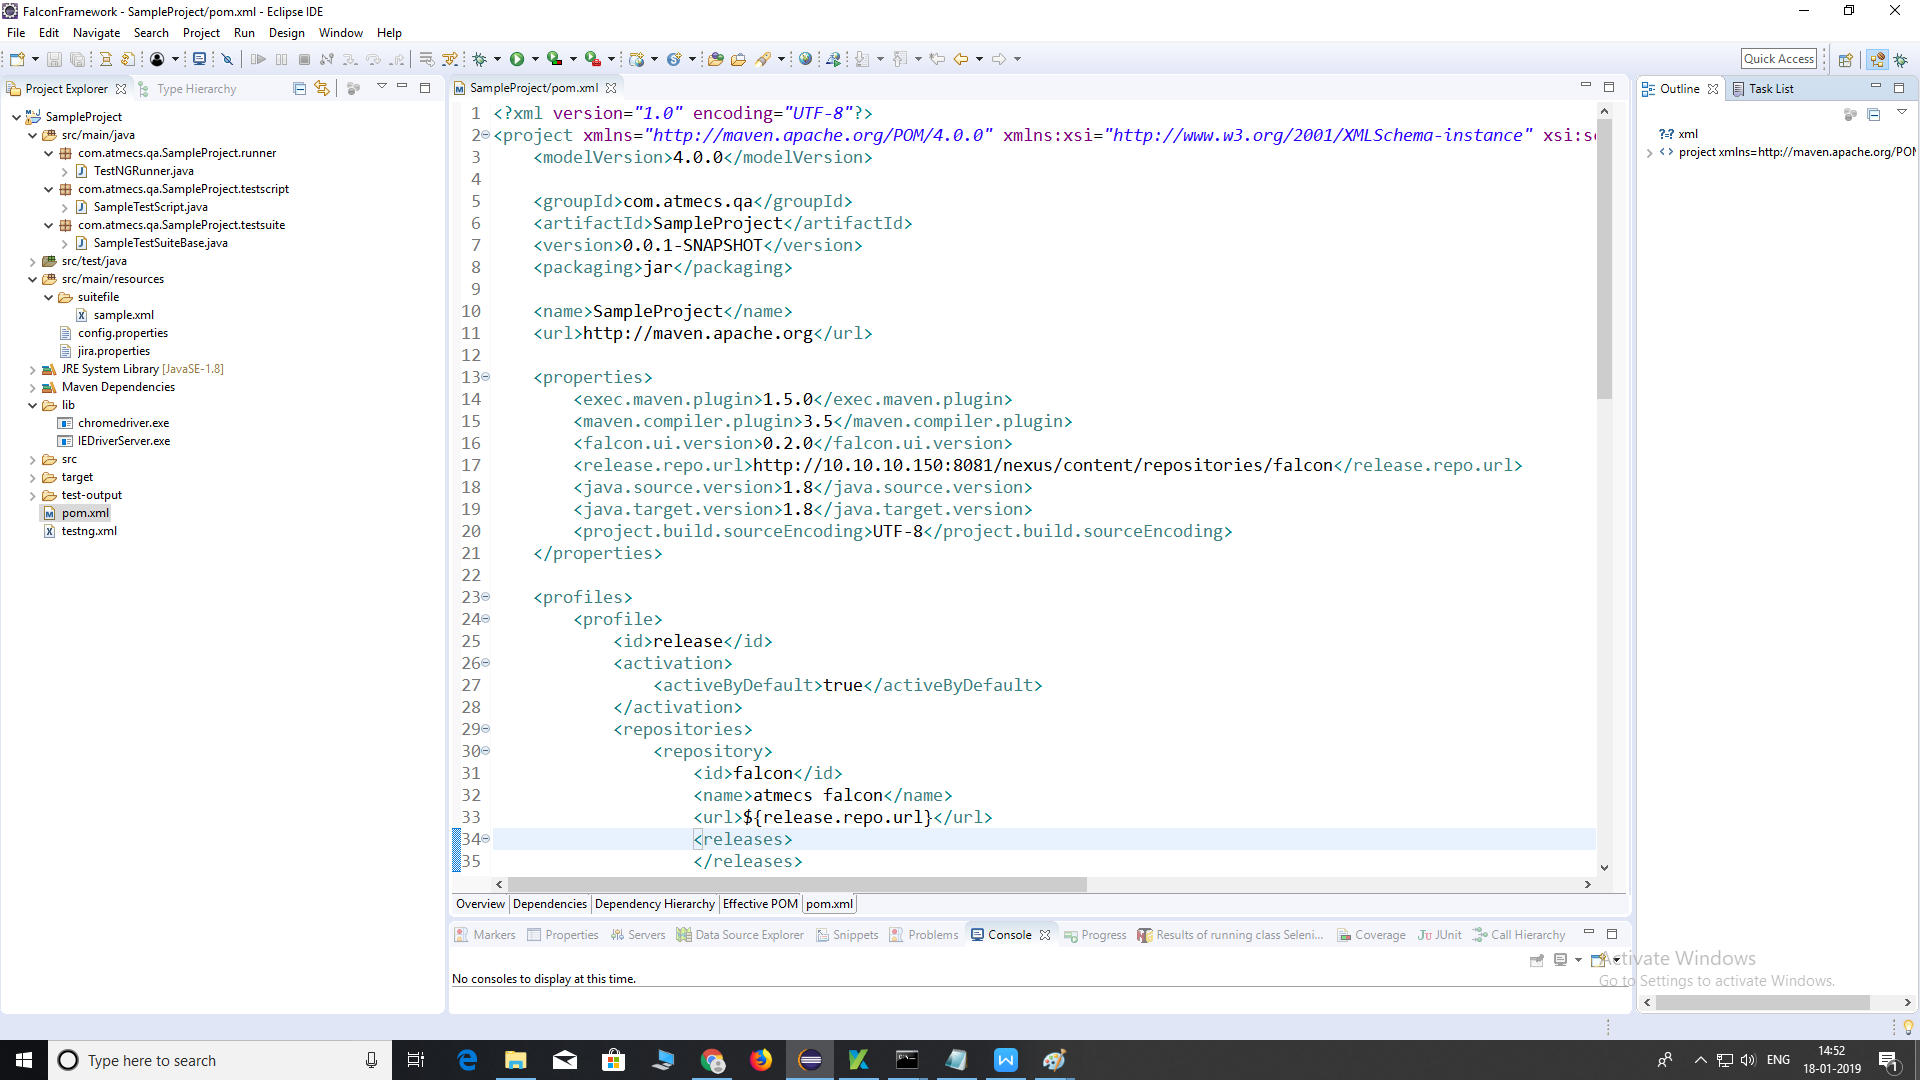 FalconFramework - SampleProject/pom.xml - Eclipse IDE
File Edit Navigate Search Project Run Design Window Help
Quick Access
Project Explorer Type Hierarchy
SampleProject
src/main/java
com.atmecs.qa.SampleProject.runner
TestNGRunner.java
com.atmecs.qa.SampleProject.testscript
SampleTestScript.java
com.atmecs.qa.SampleProject.testsuite
SampleTestSuiteBase.java
src/test/java
src/main/resources
suitefile
sample.xml
config.properties
jira.properties
JRE System Library [JavaSE-1.8]
Maven Dependencies
lib
chromedriver.exe
IEDriverServer.exe
src
target
test-output
pom.xml
testng.xml
SampleProject/pom.xml
1 <?xml version="1.0" encoding="UTF-8"?>
2 <project xmlns="http://maven.apache.org/POM/4.0.0" xmlns:xsi="http://www.w3.org/2001/XMLSchema-instance" xsi:s
3 <modelVersion>4.0.0</modelVersion>
4
5 <groupId>com.atmecs.qa</groupId>
6 <artifactId>SampleProject</artifactId>
7 <version>0.0.1-SNAPSHOT</version>
8 <packaging>jar</packaging>
9
10 <name>SampleProject</name>
11 <url>http://maven.apache.org</url>
12
13 <properties>
14 <exec.maven.plugin>1.5.0</exec.maven.plugin>
15 <maven.compiler.plugin>3.5</maven.compiler.plugin>
16 <falcon.ui.version>0.2.0</falcon.ui.version>
17 <release.repo.url>http://10.10.10.150:8081/nexus/content/repositories/falcon</release.repo.url>
18 <java.source.version>1.8</java.source.version>
19 <java.target.version>1.8</java.target.version>
20 <project.build.sourceEncoding>UTF-8</project.build.sourceEncoding>
21 </properties>
22
23 <profiles>
24 <profile>
25 <id>release</id>
26 <activation>
27 <activeByDefault>true</activeByDefault>
28 </activation>
29 <repositories>
30 <repository>
31 <id>falcon</id>
32 <name>atmecs falcon</name>
33 <url>${release.repo.url}</url>
34 <releases>
35 </releases>
Overview Dependencies Dependency Hierarchy Effective POM pom.xml
Markers Properties Servers Data Source Explorer Snippets Problems Console Progress Results of running class Seleni... Coverage JUnit Call Hierarchy
No consoles to display at this time.
Outline Task List
xml
project xmlns=http://maven.apache.org/POM
Activate Windows
Go to Settings to activate Windows.
Type here to search
ENG
14:52
18-01-2019
1